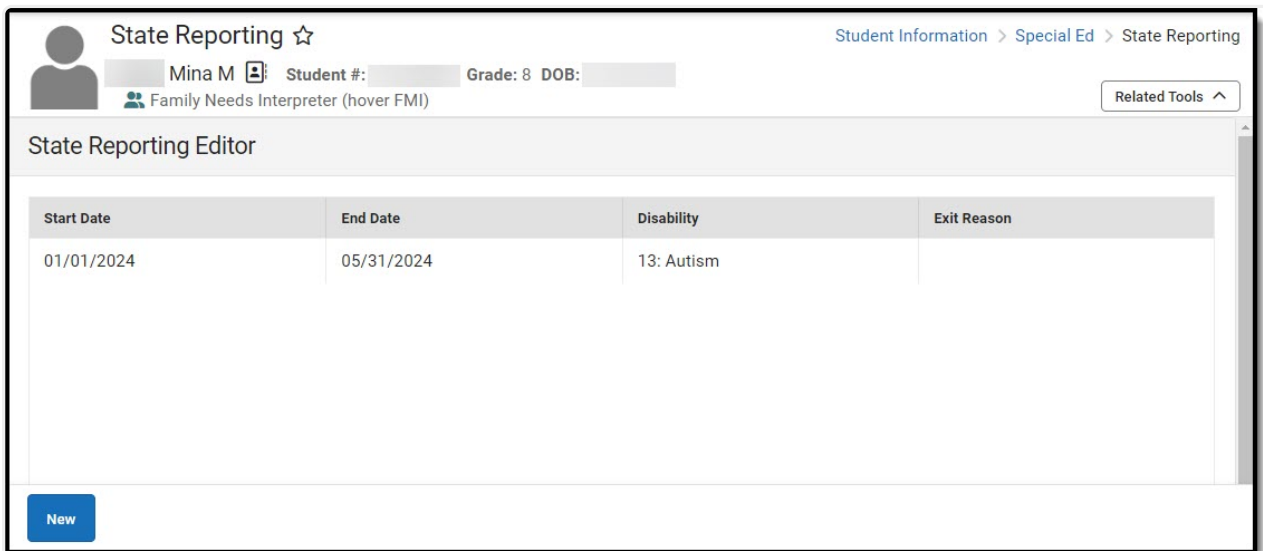 State Reporting
Student Information > Special Ed > State Reporting
Mina M Student #: Grade: 8 DOB:
Family Needs Interpreter (hover FMI)
Related Tools
State Reporting Editor
Start Date End Date Disability Exit Reason
01/01/2024 05/31/2024 13: Autism
New